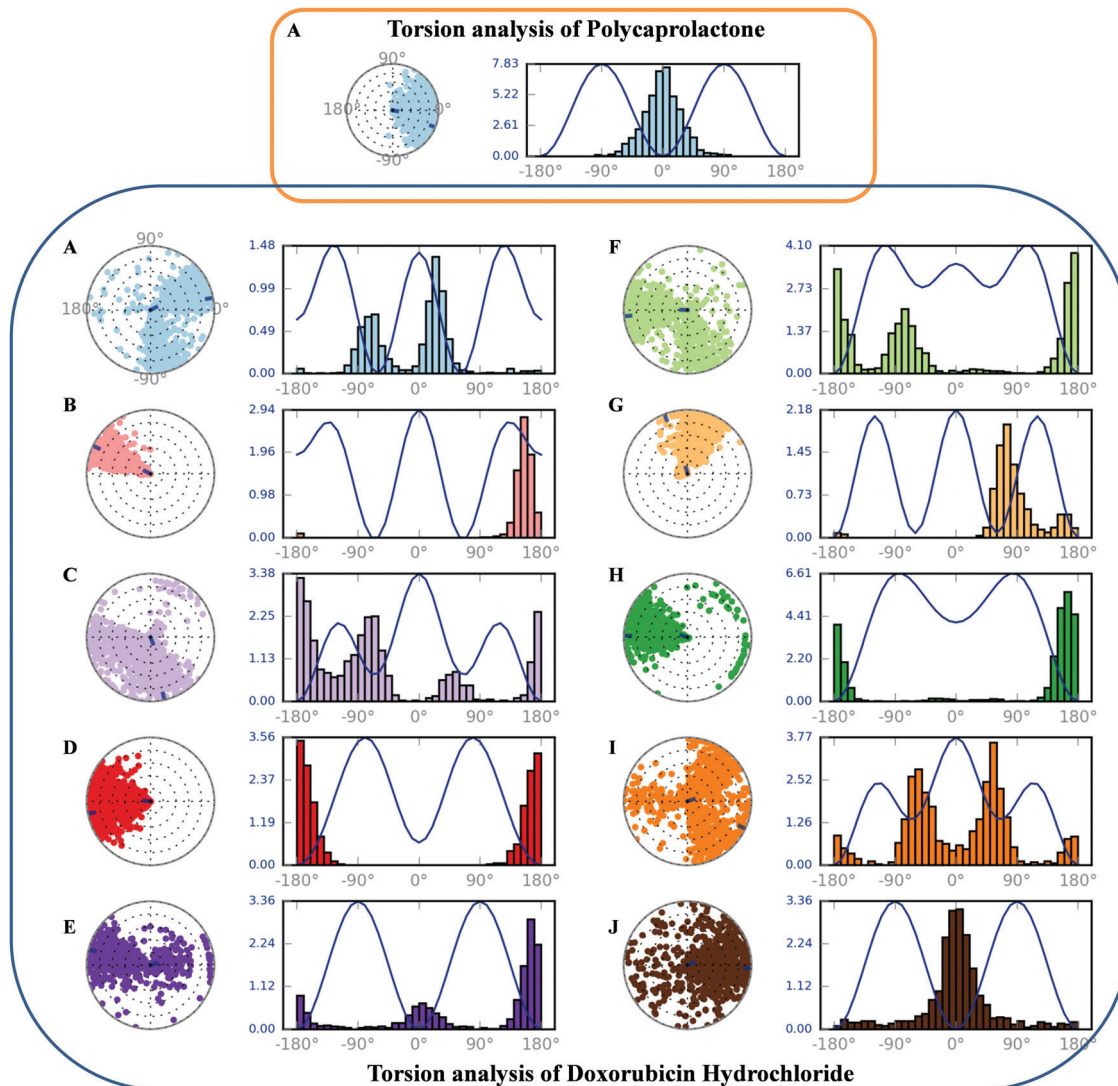 A Torsion analysis of Polycaprolactone
90°
180° 0°
-90°
7.83
5.22
2.61
0.00
-180° -90° 0° 90° 180°
A
90°
180° 0°
-90°
1.48
0.99
0.49
0.00
-180° -90° 0° 90° 180°
F
4.10
2.73
1.37
0.00
-180° -90° 0° 90° 180°
B
2.94
1.96
0.98
0.00
-180° -90° 0° 90° 180°
G
2.18
1.45
0.73
0.00
-180° -90° 0° 90° 180°
C
3.38
2.25
1.13
0.00
-180° -90° 0° 90° 180°
H
6.61
4.41
2.20
0.00
-180° -90° 0° 90° 180°
D
3.56
2.37
1.19
0.00
-180° -90° 0° 90° 180°
I
3.77
2.52
1.26
0.00
-180° -90° 0° 90° 180°
E
3.36
2.24
1.12
0.00
-180° -90° 0° 90° 180°
J
3.36
2.24
1.12
0.00
-180° -90° 0° 90° 180°
Torsion analysis of Doxorubicin Hydrochloride